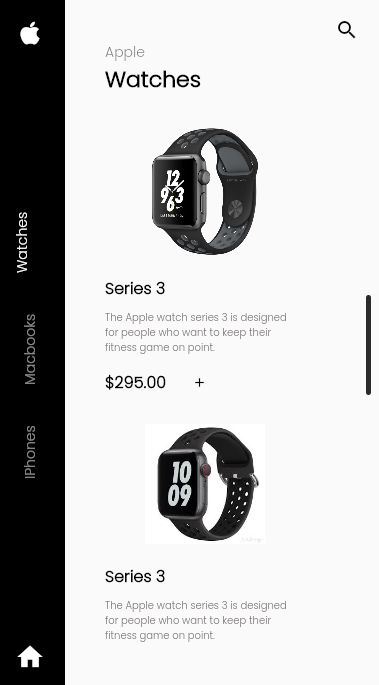 Apple
Watches
Watches
Macbooks
IPhones
12
9 3
6
Series 3
The Apple watch series 3 is designed
for people who want to keep their
fitness game on point.
$295.00 +
10
09
Series 3
The Apple watch series 3 is designed
for people who want to keep their
fitness game on point.